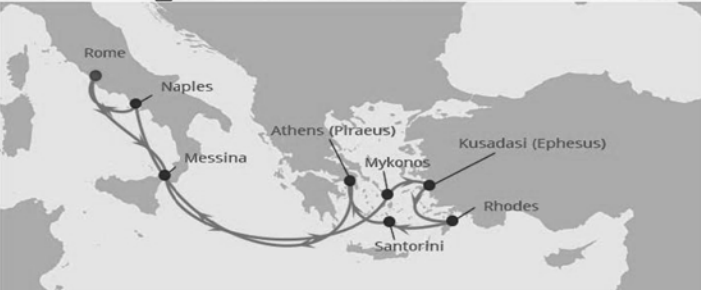 Rome
Naples
Athens (Piraeus)
Kusadasi (Ephesus)
Messina
Mykonos
Rhodes
Santorini